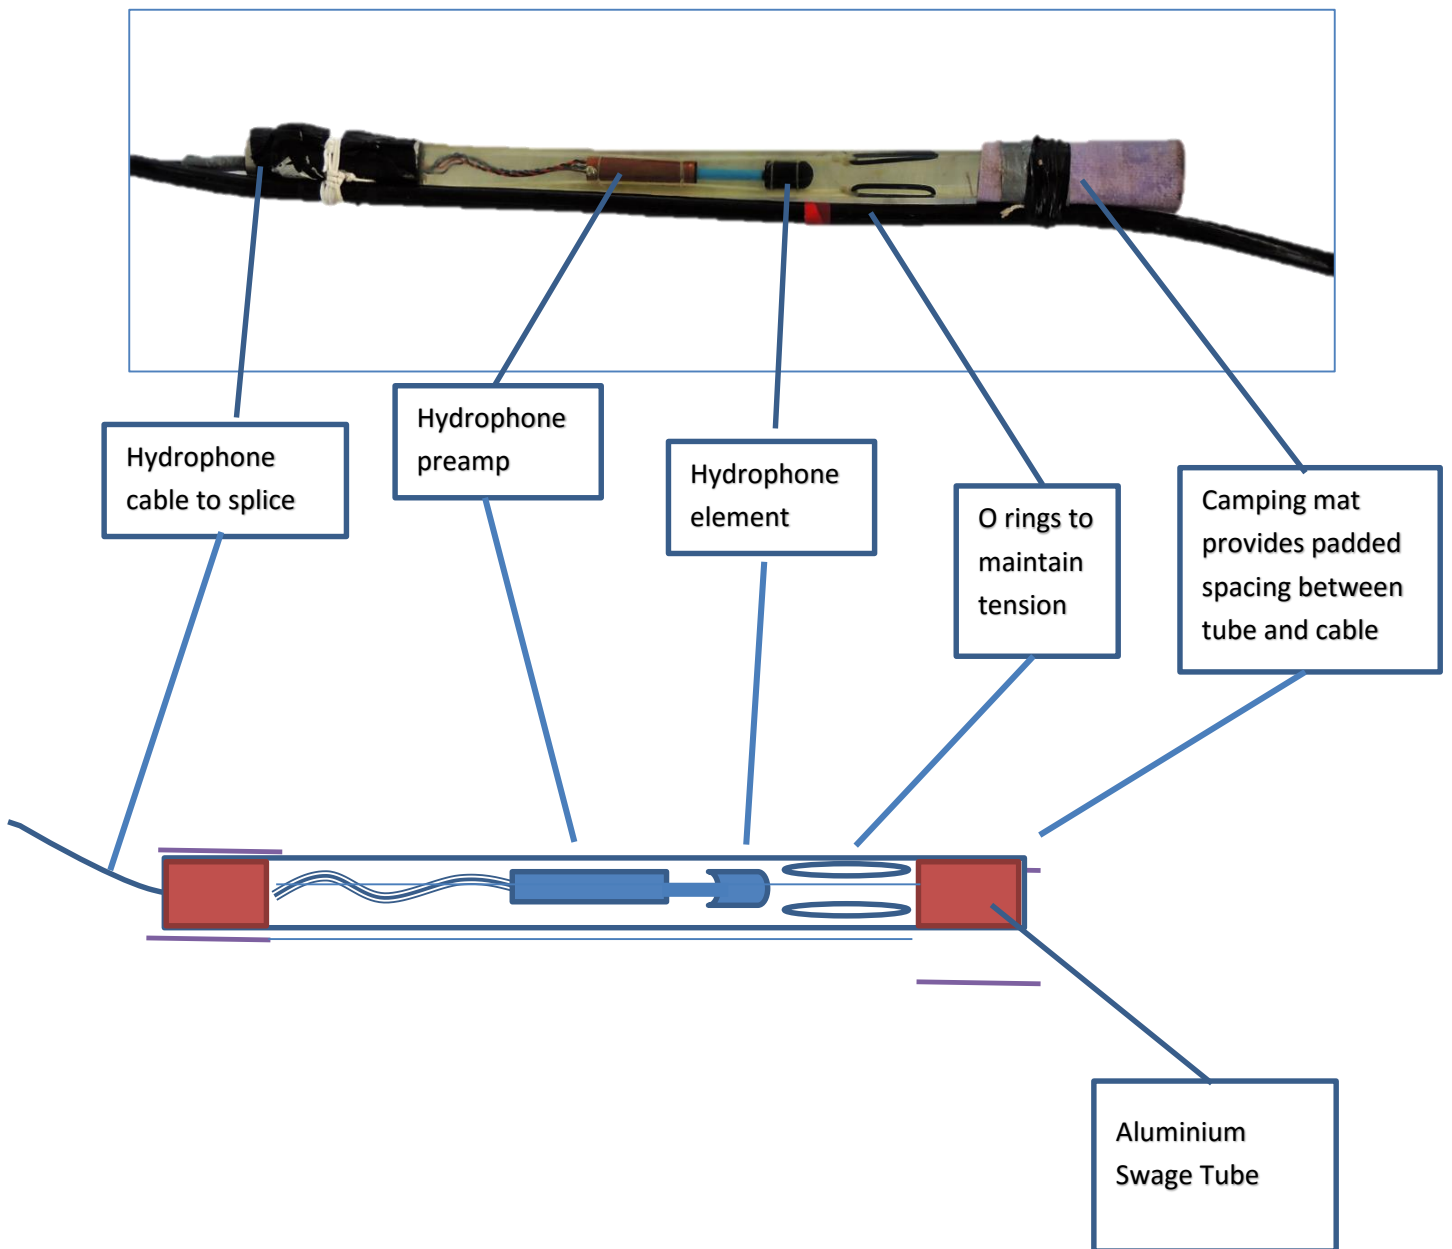 Hydrophone
cable to splice
Hydrophone
preamp
Hydrophone
element
O rings to
maintain
tension
Camping mat
provides padded
spacing between
tube and cable
Aluminium
Swage Tube